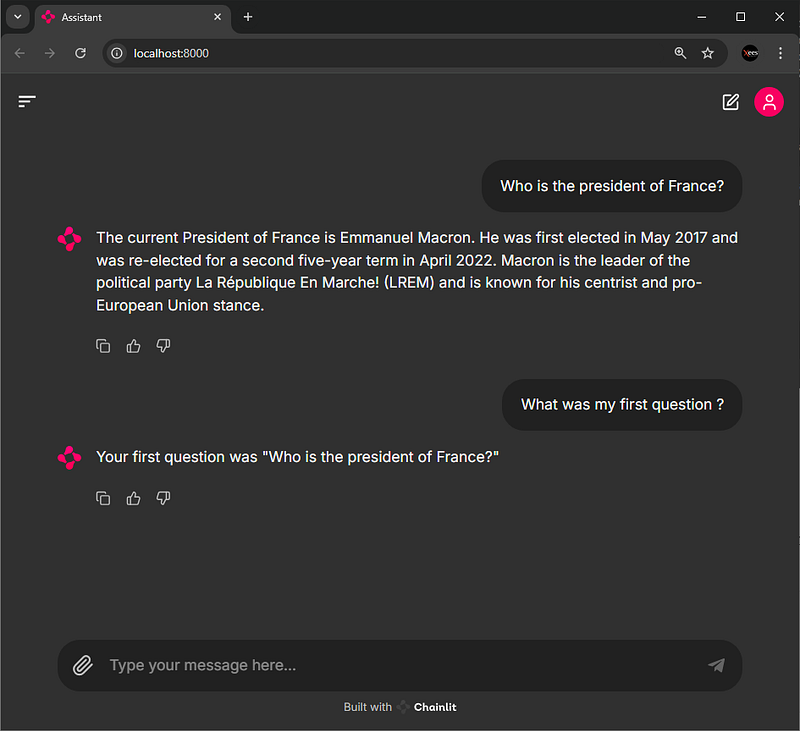 Assistant
localhost:8000
Xees
Who is the president of France?
The current President of France is Emmanuel Macron. He was first elected in May 2017 and
was re-elected for a second five-year term in April 2022. Macron is the leader of the
political party La République En Marche! (LREM) and is known for his centrist and pro-
European Union stance.
What was my first question ?
Your first question was "Who is the president of France?"
Type your message here...
Built with Chainlit